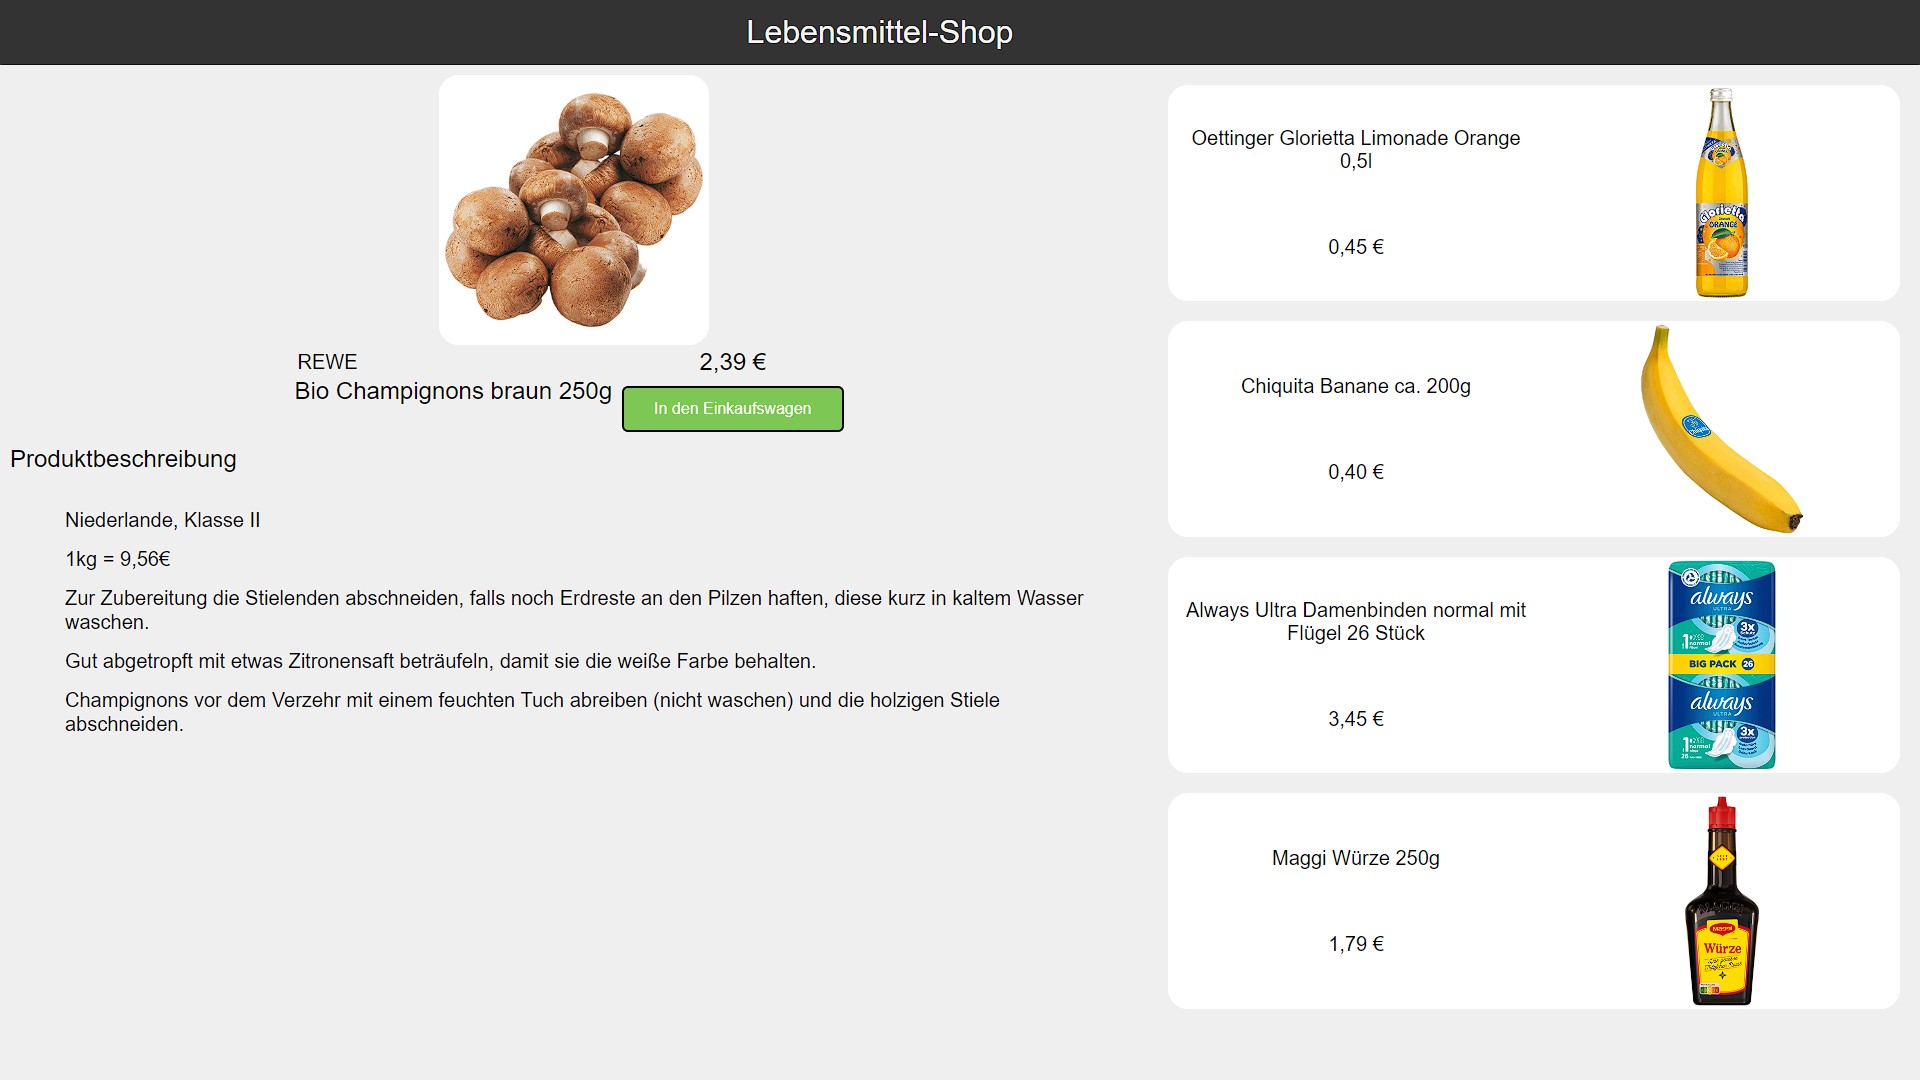 Lebensmittel-Shop
REWE
2,39 €
Bio Champignons braun 250g
In den Einkaufswagen
Produktbeschreibung
Niederlande, Klasse II
1kg = 9,56€
Zur Zubereitung die Stielenden abschneiden, falls noch Erdreste an den Pilzen haften, diese kurz in kaltem Wasser
waschen.
Gut abgetropft mit etwas Zitronensaft beträufeln, damit sie die weiße Farbe behalten.
Champignons vor dem Verzehr mit einem feuchten Tuch abreiben (nicht waschen) und die holzigen Stiele
abschneiden.
Oettinger Glorietta Limonade Orange
0,5l
0,45 €
Glorietta
ORANGE
Chiquita Banane ca. 200g
0,40 €
Chiquita
Always Ultra Damenbinden normal mit
Flügel 26 Stück
3,45 €
always
ULTRA
3x
1 normal
BIG PACK 26
always
ULTRA
3x
1 normal
26
Maggi Würze 250g
1,79 €
MAGGI
Maggi
Würze